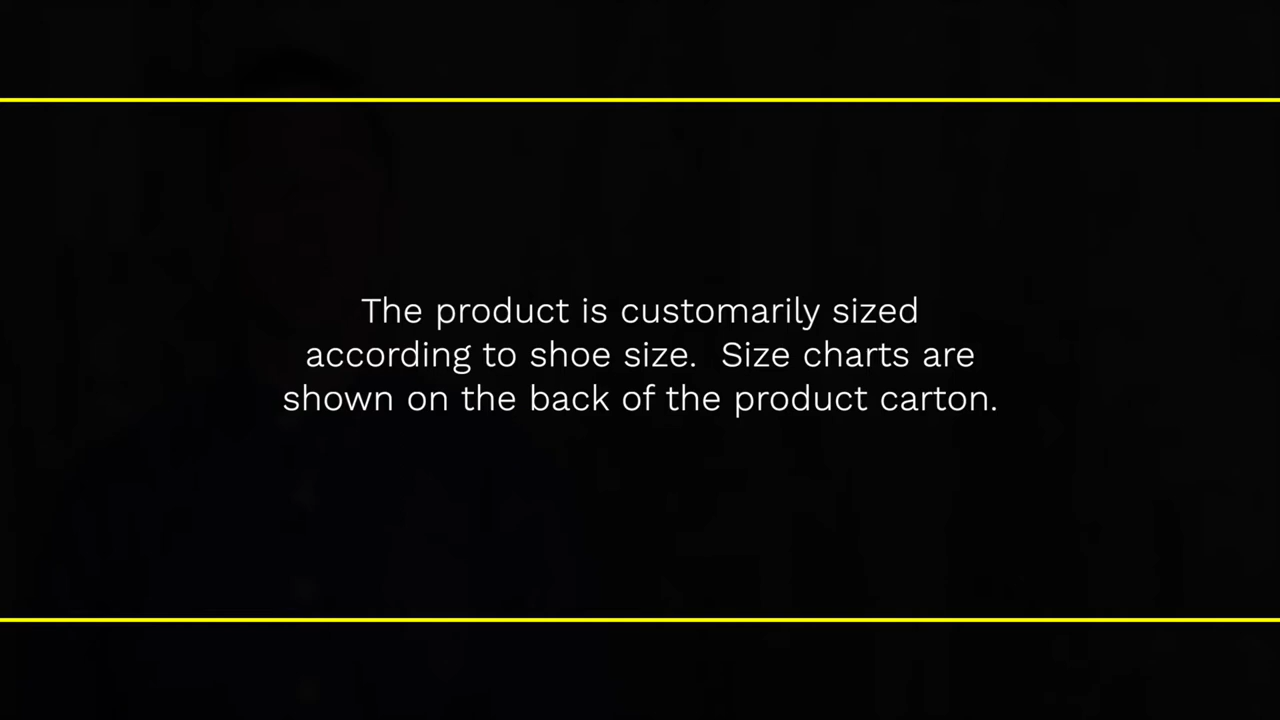 The product is customarily sized
according to shoe size.  Size charts are
shown on the back of the product carton.